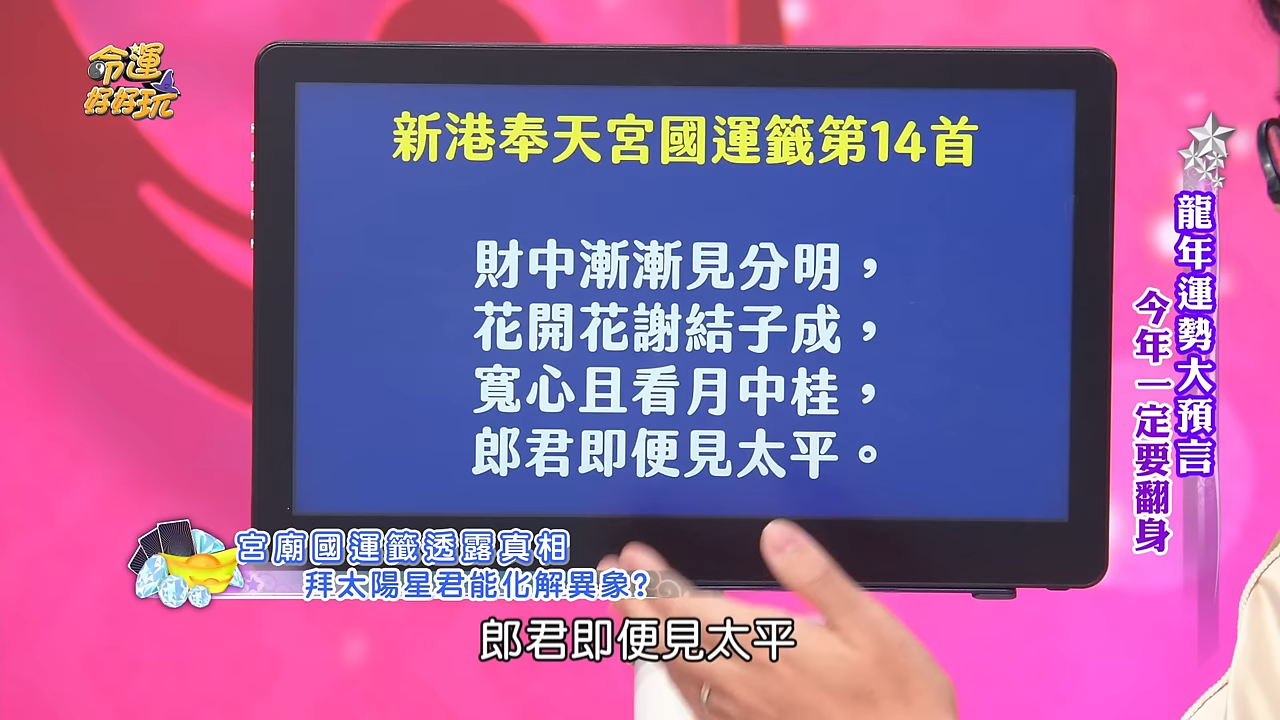 命運
好好玩
新港奉天宮國運籤第14首
財中漸漸見分明，
花開花謝結子成，
寬心且看月中桂，
郎君即便見太平。
龍年運勢大預言
今年一定要翻身
宮廟國運籤透露真相
拜太陽星君能化解異象?
郎君即便見太平